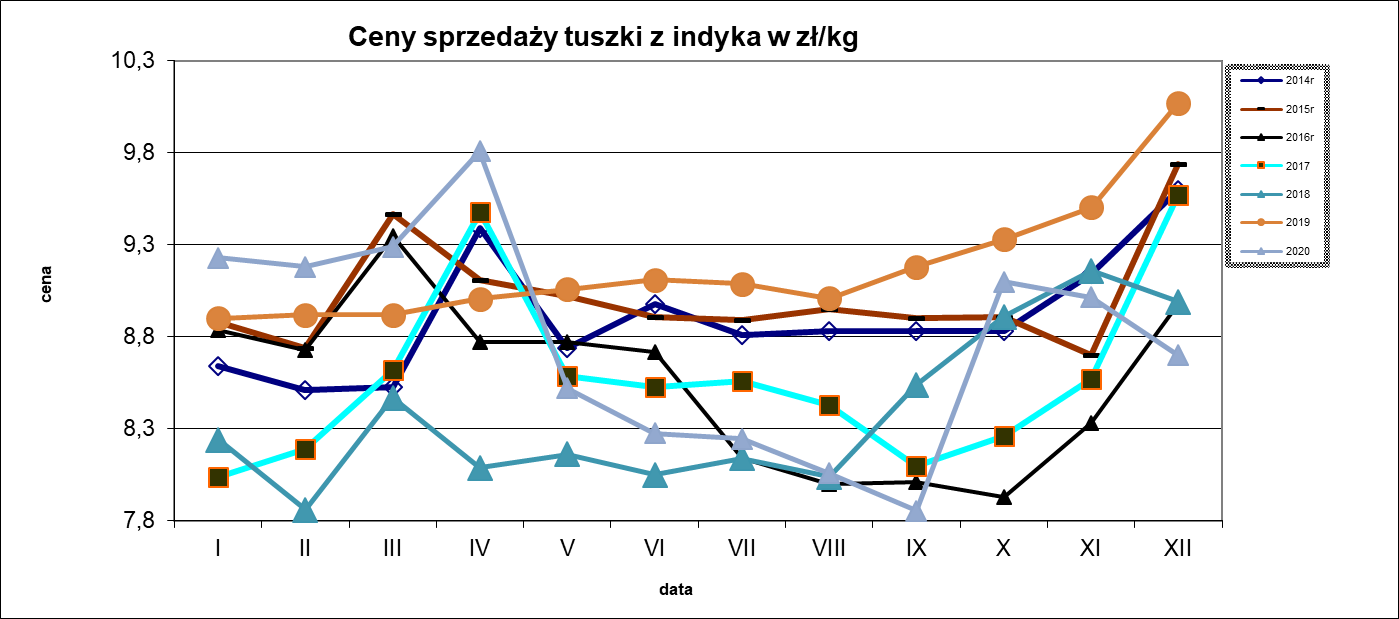 Ceny sprzedaży tuszki z indyka w zł/kg
10,3
9,8
9,3
8,8
8,3
7,8
cena
I II III IV V VI VII VIII IX X XI XII
data
2014r
2015r
2016r
2017
2018
2019
2020